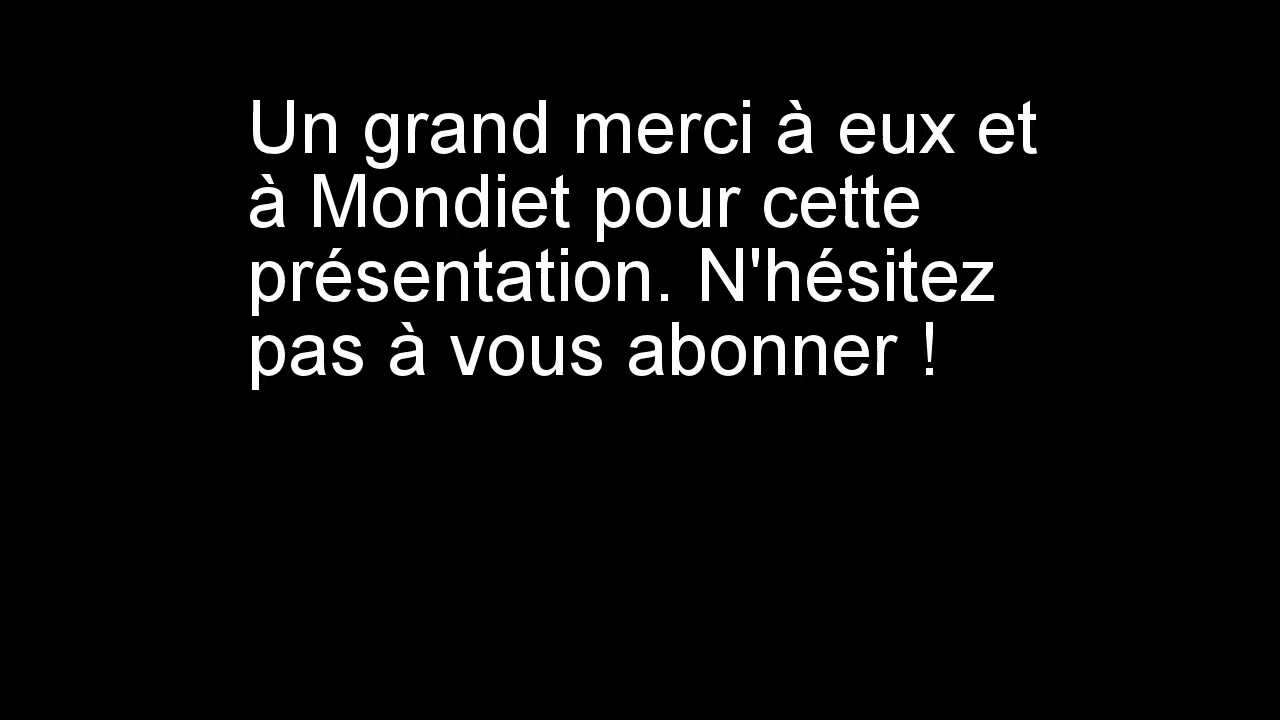 Un grand merci à eux et
à Mondiet pour cette
présentation. N'hésitez
pas à vous abonner !